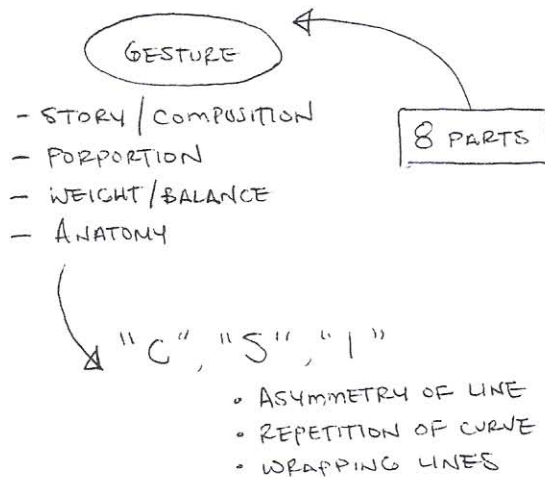 GESTURE
- STORY/COMPOSITION
8 PARTS
- PORPORTION
- WEIGHT/BALANCE
- ANATOMY
"C", "S", "I"
• ASYMMETRY OF LINE
• REPETITION OF CURVE
• WRAPPING LINES